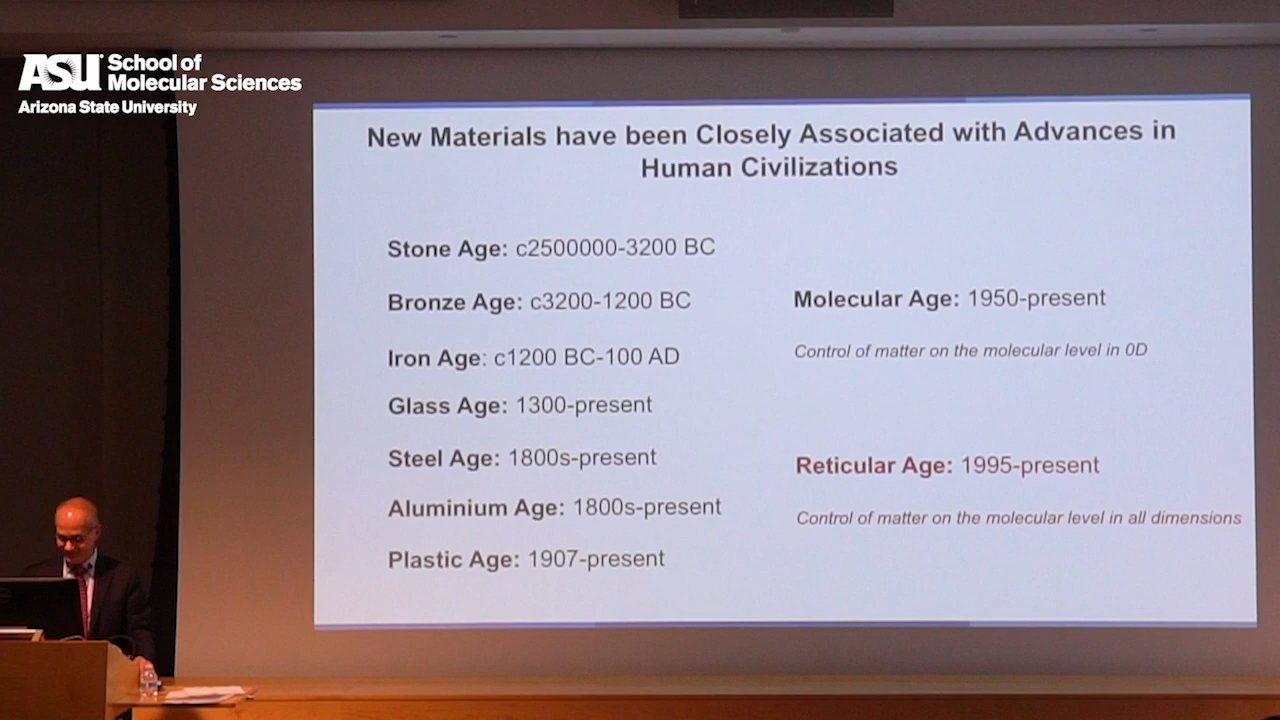 ASU School of
Molecular Sciences
Arizona State University
New Materials have been Closely Associated with Advances in
Human Civilizations
Stone Age: c2500000-3200 BC
Bronze Age: c3200-1200 BC
Iron Age: c1200 BC-100 AD
Glass Age: 1300-present
Steel Age: 1800s-present
Aluminium Age: 1800s-present
Plastic Age: 1907-present
Molecular Age: 1950-present
Control of matter on the molecular level in 0D
Reticular Age: 1995-present
Control of matter on the molecular level in all dimensions